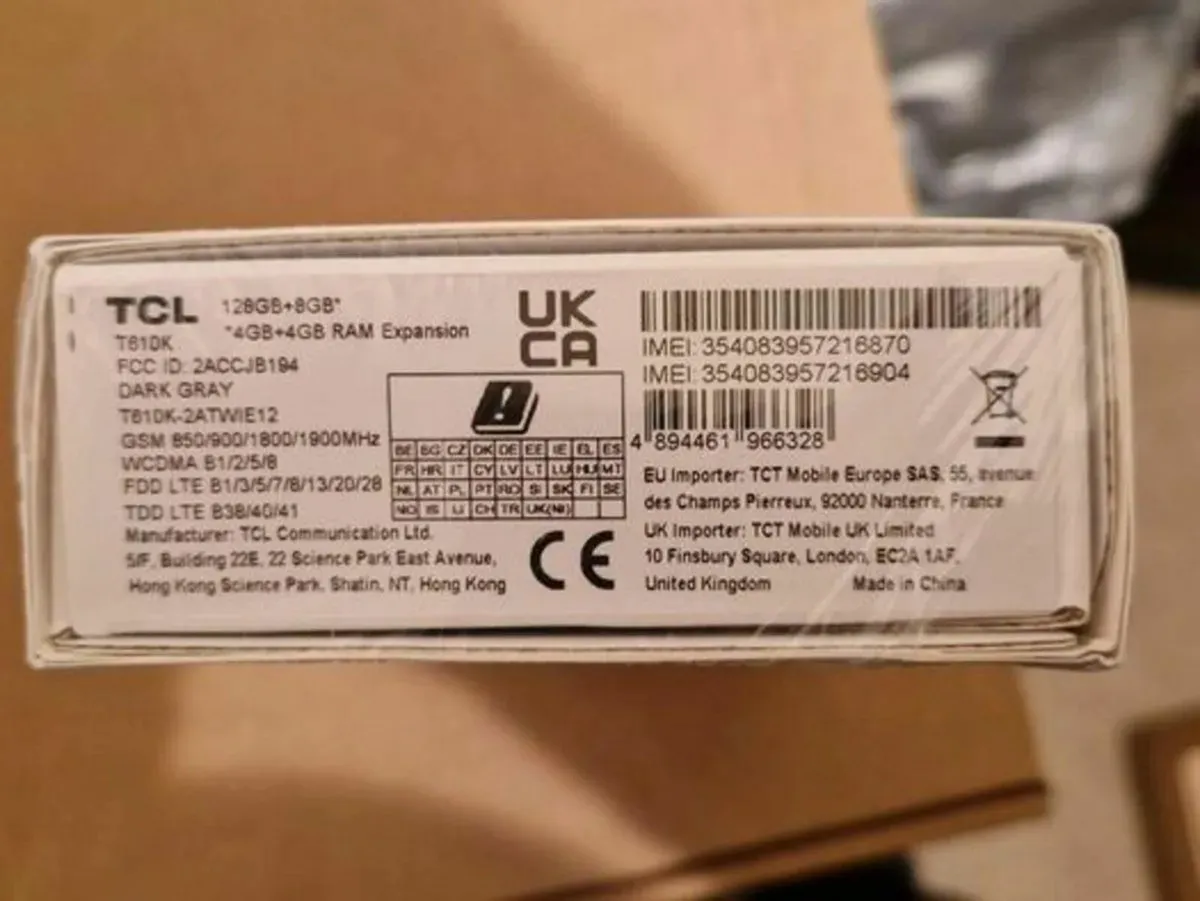 TCL 128GB+8GB*
*4GB+4GB RAM Expansion
T610K
FCC ID: 2ACCJB194
DARK GRAY
T610K-2ATWIE12
GSM 850/900/1800/1900MHz
WCDMA B1/2/5/8
FDD LTE B1/3/5/7/8/13/20/28
TDD LTE B38/40/41
Manufacturer: TCL Communication Ltd.
5/F, Building 22E, 22 Science Park East Avenue,
Hong Kong Science Park, Shatin, NT, Hong Kong
UK
CA
BE BG CZ DK DE EE IE EL ES
FR HR IT CY LV LT LU HU MT
NL AT PL PT RO SI SK FI SE
NO IS LI CH TR UK(NI)
CE
IMEI: 354083957216870
IMEI: 354083957216904
4 894461 966328
EU Importer: TCT Mobile Europe SAS, 55, avenue
des Champs Pierreux, 92000 Nanterre, France
UK Importer: TCT Mobile UK Limited
10 Finsbury Square, London, EC2A 1AF,
United Kingdom Made in China